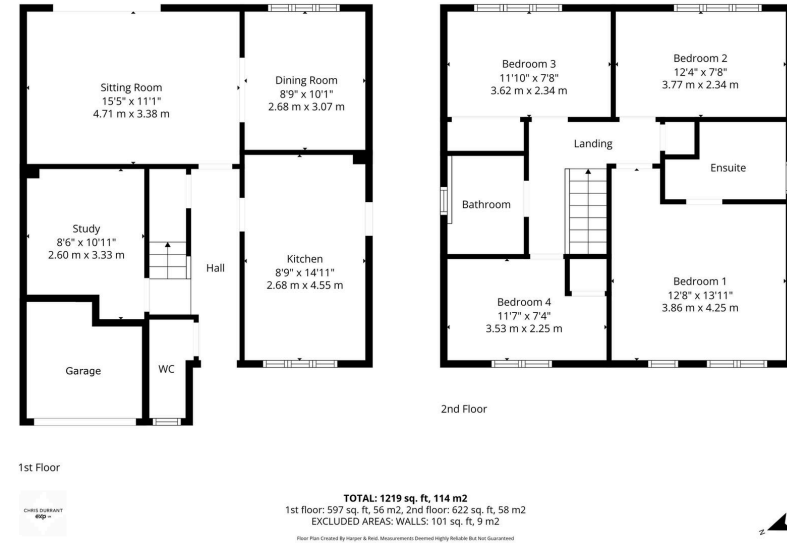 Sitting Room
15'5" x 11'1"
4.71 m x 3.38 m
Dining Room
8'9" x 10'1"
2.68 m x 3.07 m
Study
8'6" x 10'11"
2.60 m x 3.33 m
Hall
Kitchen
8'9" x 14'11"
2.68 m x 4.55 m
Garage
WC
1st Floor
Bedroom 3
11'10" x 7'8"
3.62 m x 2.34 m
Bedroom 2
12'4" x 7'8"
3.77 m x 2.34 m
Landing
Ensuite
Bathroom
Bedroom 1
12'8" x 13'11"
3.86 m x 4.25 m
Bedroom 4
11'7" x 7'4"
3.53 m x 2.25 m
2nd Floor
CHRIS DURRANT
exp
TOTAL: 1219 sq. ft, 114 m2
1st floor: 597 sq. ft, 56 m2, 2nd floor: 622 sq. ft, 58 m2
EXCLUDED AREAS: WALLS: 101 sq. ft, 9 m2
Floor Plan Created By Harper & Reid. Measurements Deemed Highly Reliable But Not Guaranteed
Z